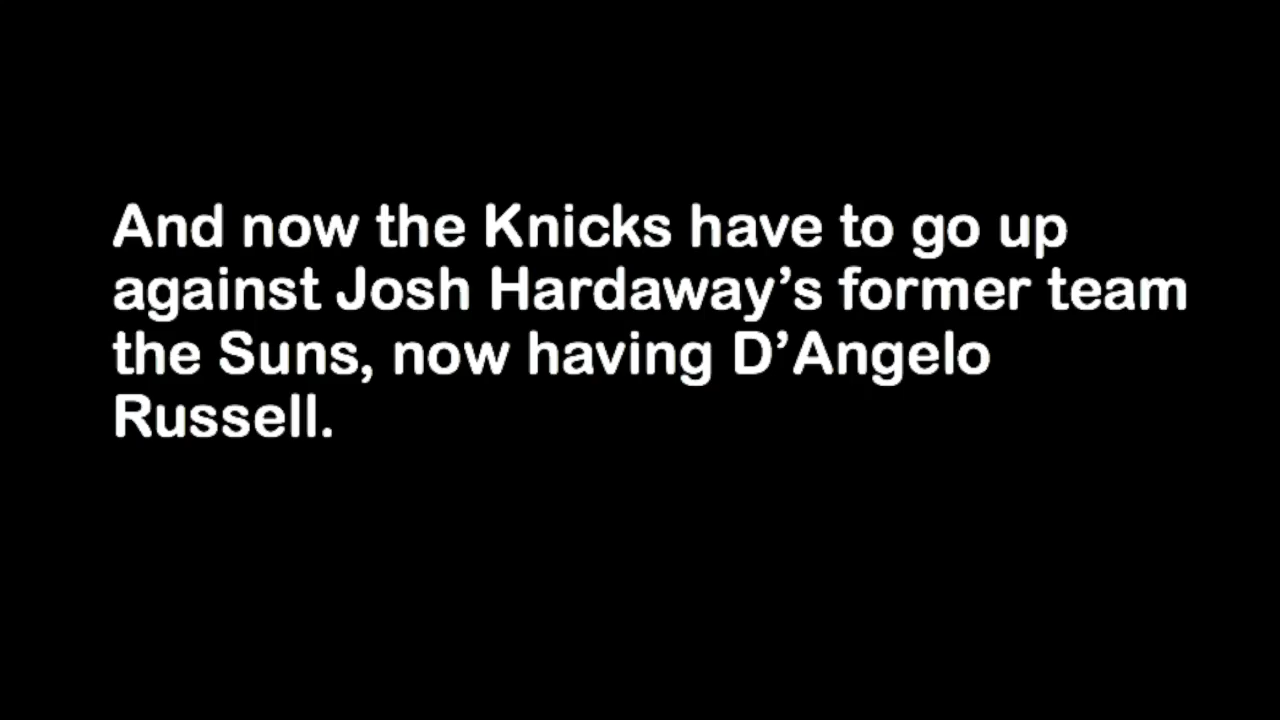 And now the Knicks have to go up
against Josh Hardaway’s former team
the Suns, now having D’Angelo
Russell.